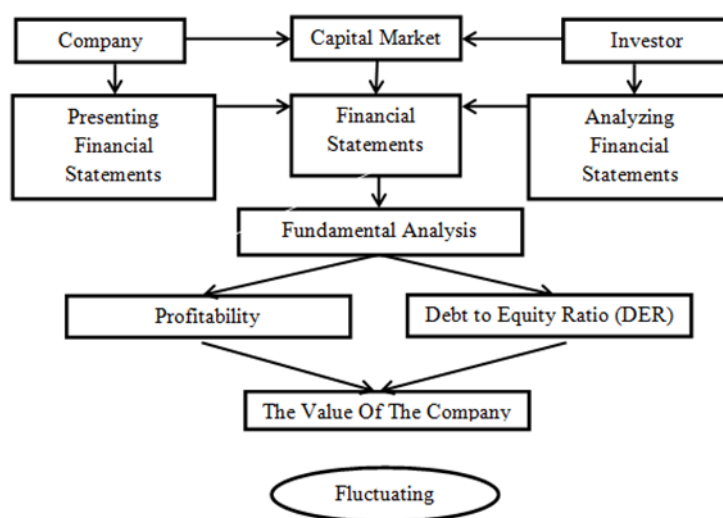 Company
Capital Market
Investor
Presenting
Financial
Statements
Financial
Statements
Analyzing
Financial
Statements
Fundamental Analysis
Profitability
Debt to Equity Ratio (DER)
The Value Of The Company
Fluctuating